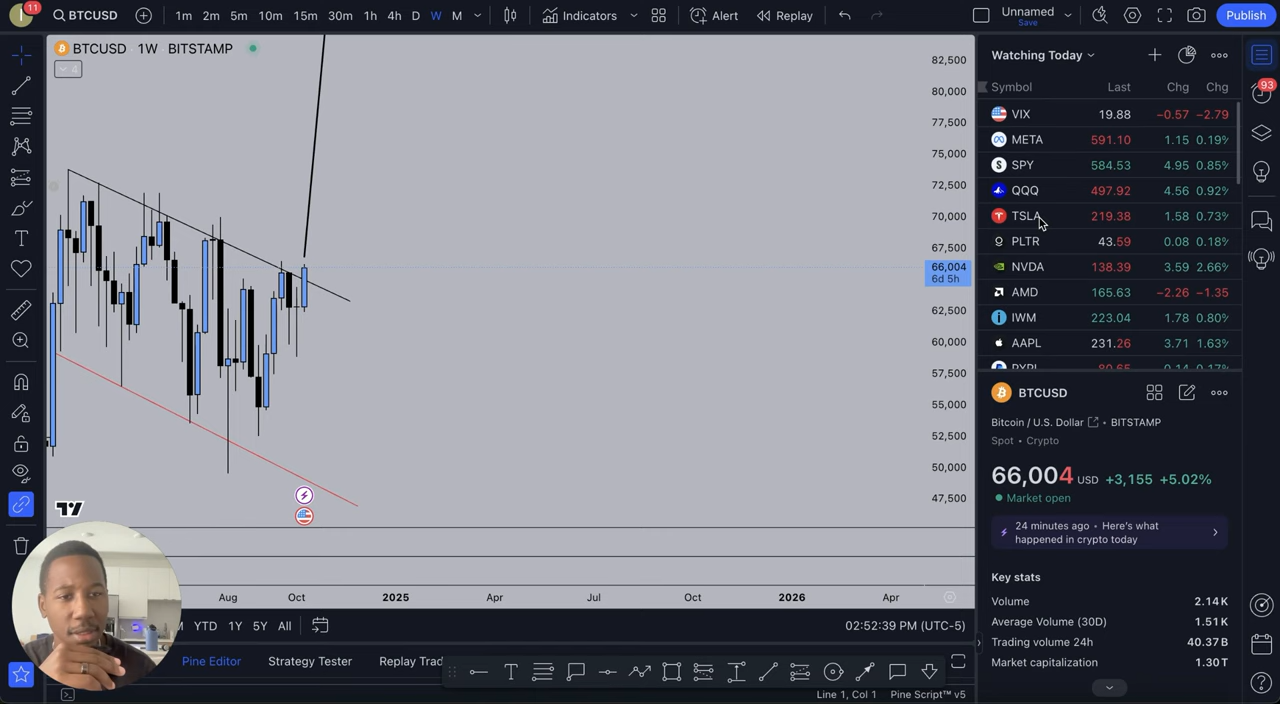 11
BTCUSD
1m 2m 5m 10m 15m 30m 1h 4h D W M
Indicators
Alert
Replay
Unnamed
Save
Publish
BTCUSD 1W BITSTAMP
4
82,500
80,000
77,500
75,000
72,500
70,000
67,500
66,004
6d 5h
62,500
60,000
57,500
55,000
52,500
50,000
47,500
Aug Oct 2025 Apr Jul Oct 2026 Apr
YTD 1Y 5Y All
02:52:39 PM (UTC-5)
Pine Editor Strategy Tester Replay Trad
Line 1, Col 1 Pine Script™ v5
Watching Today
Symbol Last Chg Chg
VIX 19.88 −0.57 −2.79
META 591.10 1.15 0.19%
SPY 584.53 4.95 0.85%
QQQ 497.92 4.56 0.92%
TSLA 219.38 1.58 0.73%
PLTR 43.59 0.08 0.18%
NVDA 138.39 3.59 2.66%
AMD 165.63 −2.26 −1.35
IWM 223.04 1.78 0.80%
AAPL 231.26 3.71 1.63%
PYPL 80.65 0.14 0.17%
BTCUSD
Bitcoin / U.S. Dollar • BITSTAMP
Spot • Crypto
66,004 USD +3,155 +5.02%
Market open
24 minutes ago • Here's what
happened in crypto today
Key stats
Volume 2.14K
Average Volume (30D) 1.51K
Trading volume 24h 40.37B
Market capitalization 1.30T
93